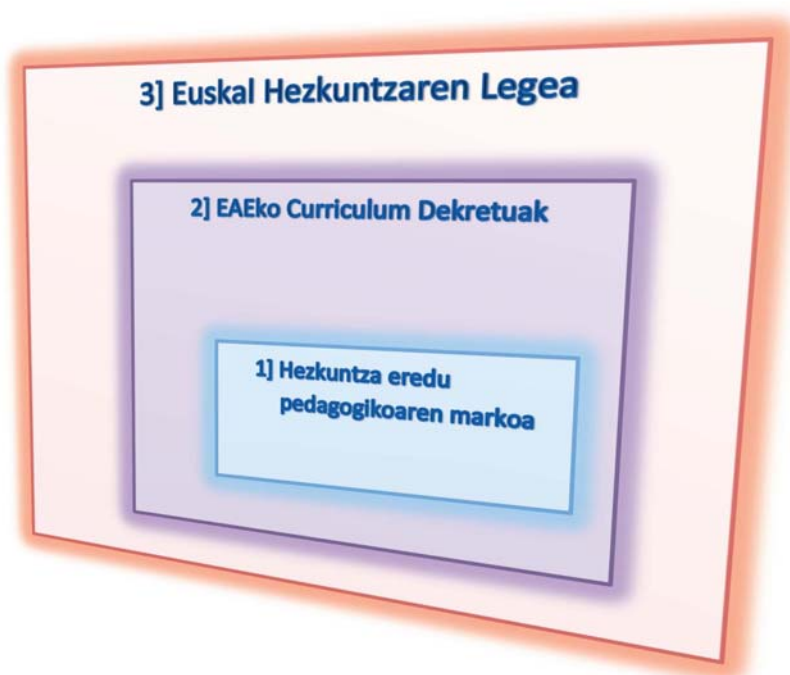 3] Euskal Hezkuntzaren Legea
2] EAEko Curriculum Dekretuak
1] Hezkuntza eredu
pedagogikoaren markoa